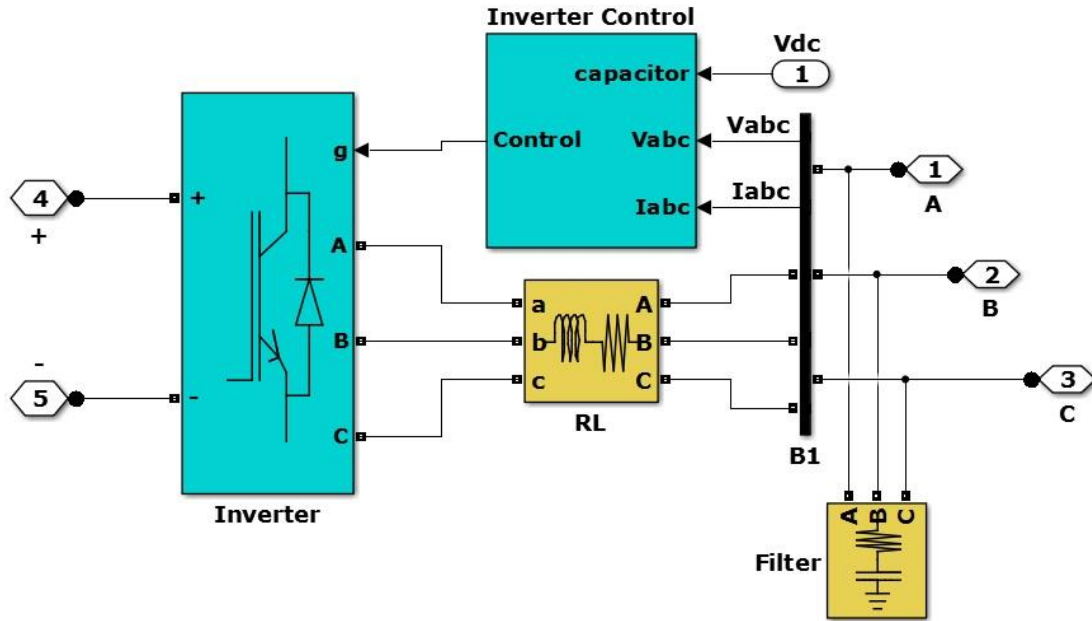 Inverter Control
Vdc
1
capacitor
Vabc
Control
Vabc
Iabc
Iabc
g
4
+
+
A
1
A
2
B
a
A
b
B
B
c
C
RL
-
5
-
C
3
C
B1
Inverter
A B C
Filter